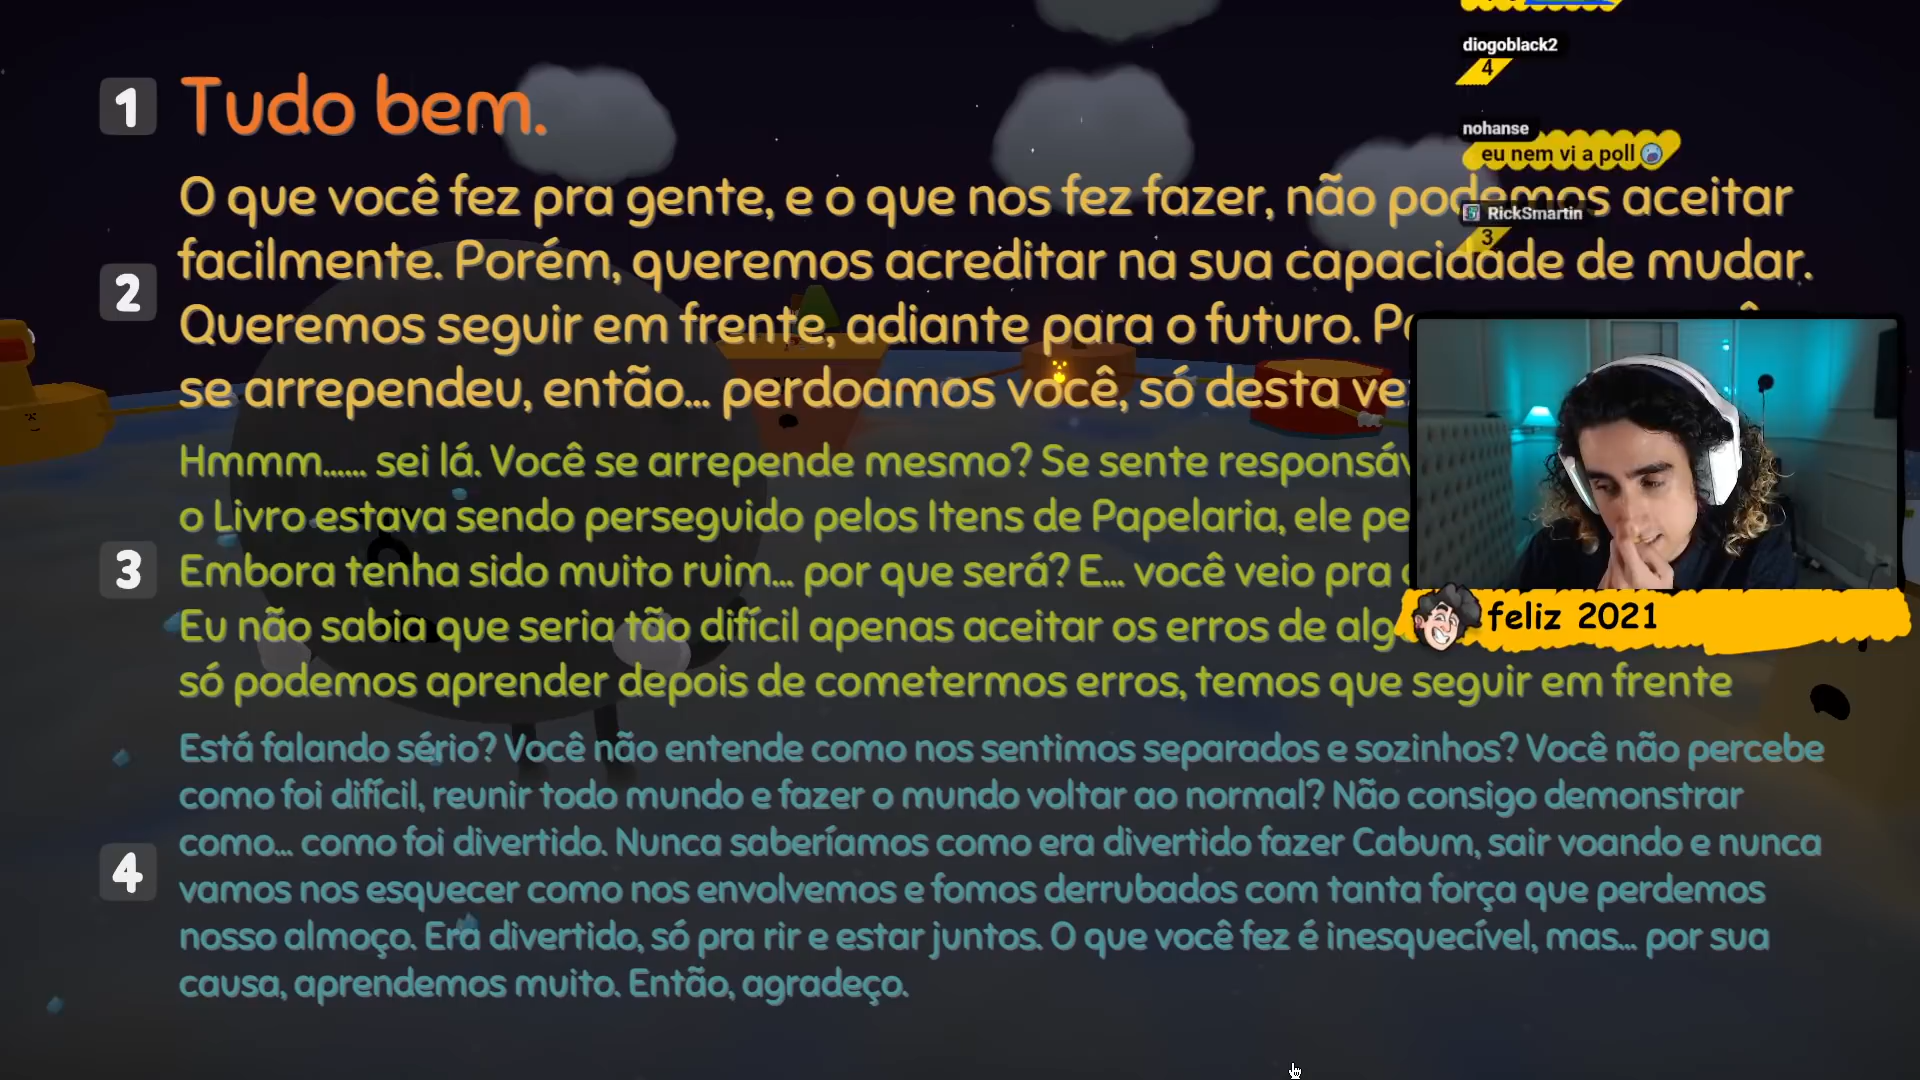 diogoblack2
4
1 Tudo bem.
nohanse
eu nem vi a poll
O que você fez pra gente, e o que nos fez fazer, não podemos aceitar
RickSmartin
3
2
facilmente. Porém, queremos acreditar na sua capacidade de mudar.
Queremos seguir em frente, adiante para o futuro.
se arrependeu, então... perdoamos você, só desta
Hmmm...... sei lá. Você se arrepende mesmo? Se sente
o Livro estava sendo perseguido pelos Itens de Papelaria, ele
3 Embora tenha sido muito ruim... por que será? E... você veio pra
Eu não sabia que seria tão difícil apenas aceitar os erros de
feliz 2021
só podemos aprender depois de cometermos erros, temos que seguir em frente
Está falando sério? Você não entende como nos sentimos separados e sozinhos? Você não percebe
como foi difícil, reunir todo mundo e fazer o mundo voltar ao normal? Não consigo demonstrar
como... como foi divertido. Nunca saberíamos como era divertido fazer Cabum, sair voando e nunca
4 vamos nos esquecer como nos envolvemos e fomos derrubados com tanta força que perdemos
nosso almoço. Era divertido, só pra rir e estar juntos. O que você fez é inesquecível, mas... por sua
causa, aprendemos muito. Então, agradeço.